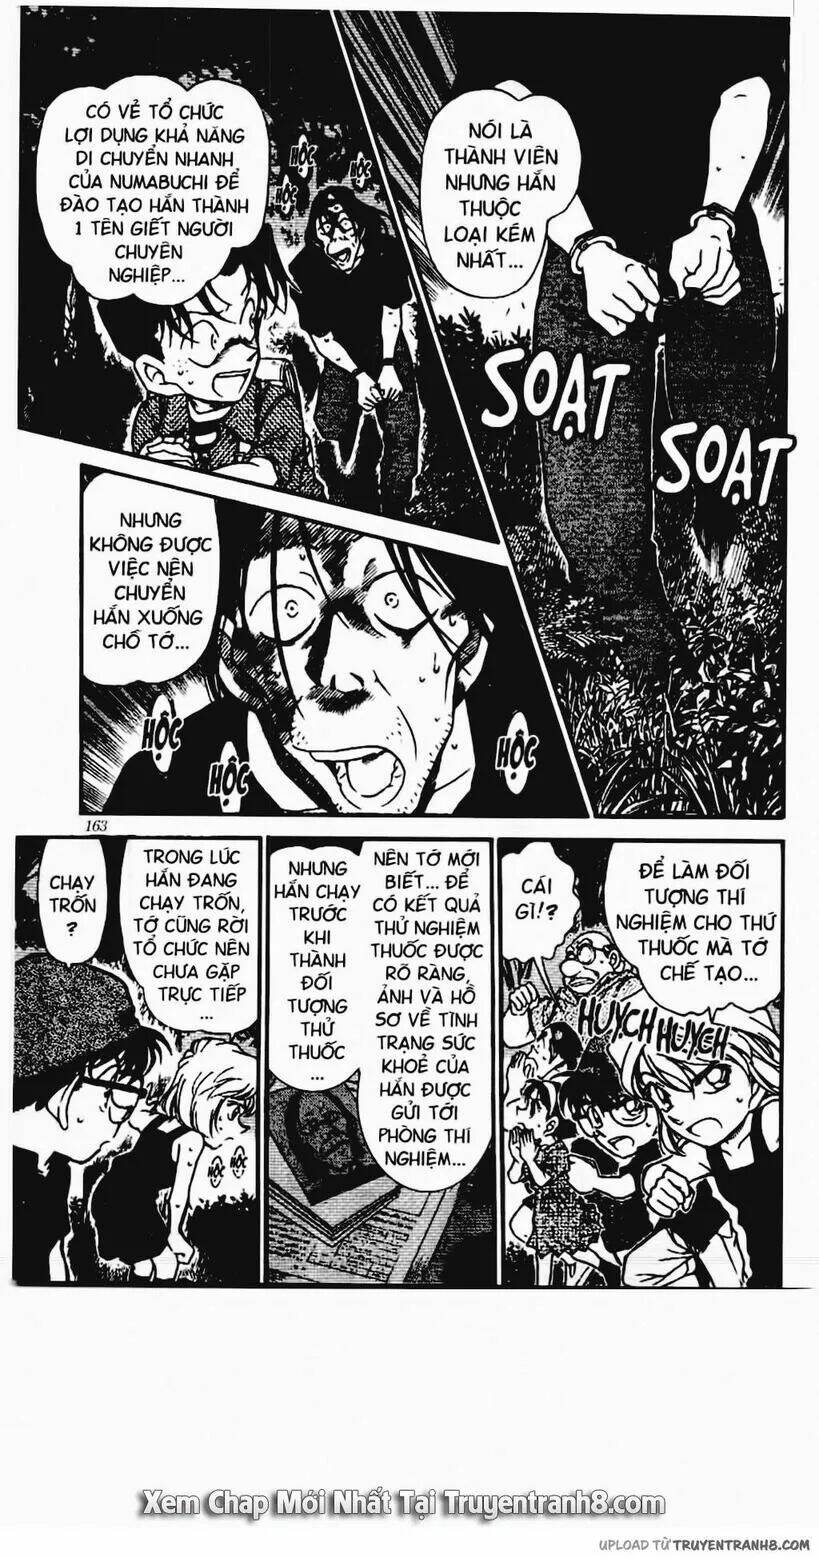 NÓI LÀ
THÀNH VIÊN
NHƯNG HẮN
THUỘC
LOẠI KÉM
NHẤT...
SOẠT
SOẠT
CÓ VẺ TỔ CHỨC
LỢI DỤNG KHẢ NĂNG
DI CHUYỂN NHANH
CỦA NUMABUCHI ĐỂ
ĐÀO TẠO HẮN THÀNH
1 TÊN GIẾT NGƯỜI
CHUYÊN
NGHIỆP...
HỘC
HỘC
HỘC
NHƯNG
KHÔNG ĐƯỢC
VIỆC NÊN
CHUYỂN
HẮN XUỐNG
CHỖ TỚ...
HỘC
HỘC
HỘC
163
ĐỂ LÀM ĐỐI
TƯỢNG THÍ
NGHIỆM CHO THỨ
THUỐC MÀ TỚ
CHẾ TẠO...
CÁI
GÌ!?
HUỲCH HUỲCH
NÊN TỚ MỚI
BIẾT... ĐỂ
CÓ KẾT QUẢ
THỬ NGHIỆM
THUỐC ĐƯỢC
RÕ RÀNG,
ẢNH VÀ HỒ
SƠ VỀ TÌNH
TRẠNG SỨC
KHOẺ CỦA
HẮN ĐƯỢC
GỬI TỚI
PHÒNG THÍ
NGHIỆM...
NHƯNG
HẮN CHẠY
TRƯỚC
KHI
THÀNH
ĐỐI
TƯỢNG
THỬ
THUỐC
...
TRONG LÚC
HẮN ĐANG
CHẠY TRỐN,
TỚ CŨNG RỜI
TỔ CHỨC NÊN
CHƯA GẶP
TRỰC TIẾP
...
CHẠY
TRỐN
?
HỘC
HỘC
Xem Chap Mới Nhất Tại Truyentranh8.com
UPLOAD TỪ TRUYENTRANH8.COM